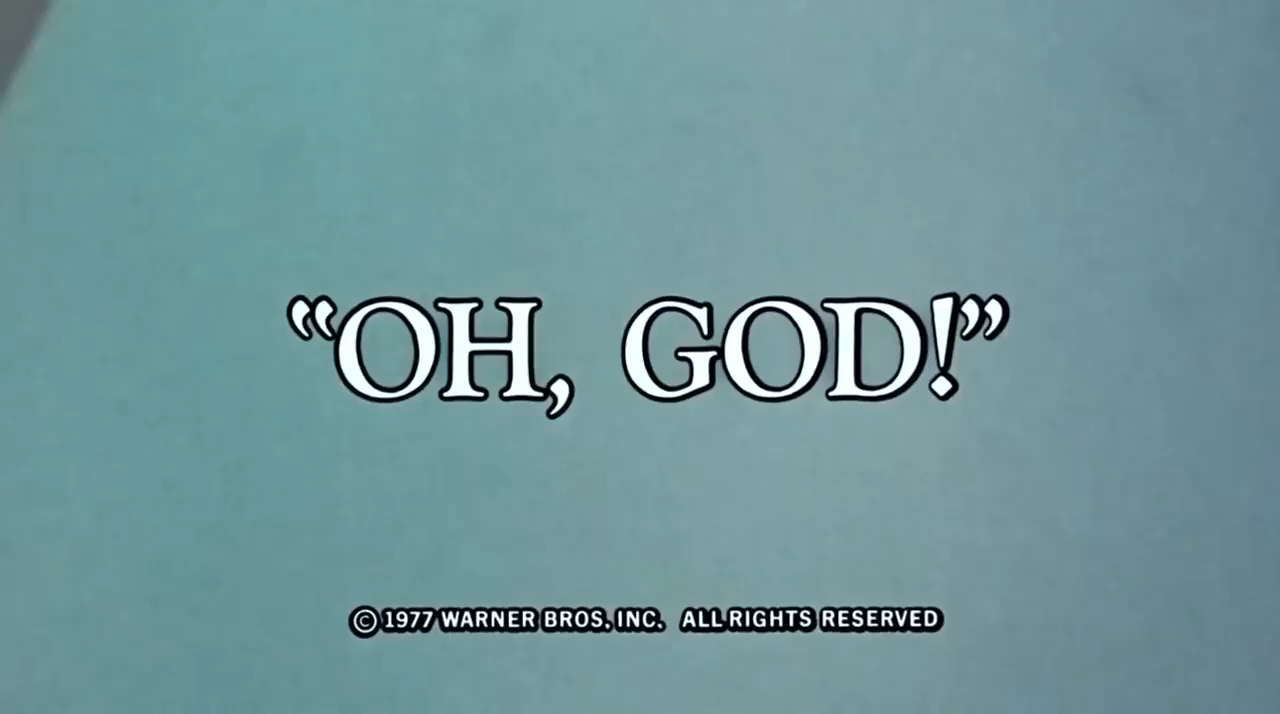 “OH, GOD!”
© 1977 WARNER BROS. INC. ALL RIGHTS RESERVED